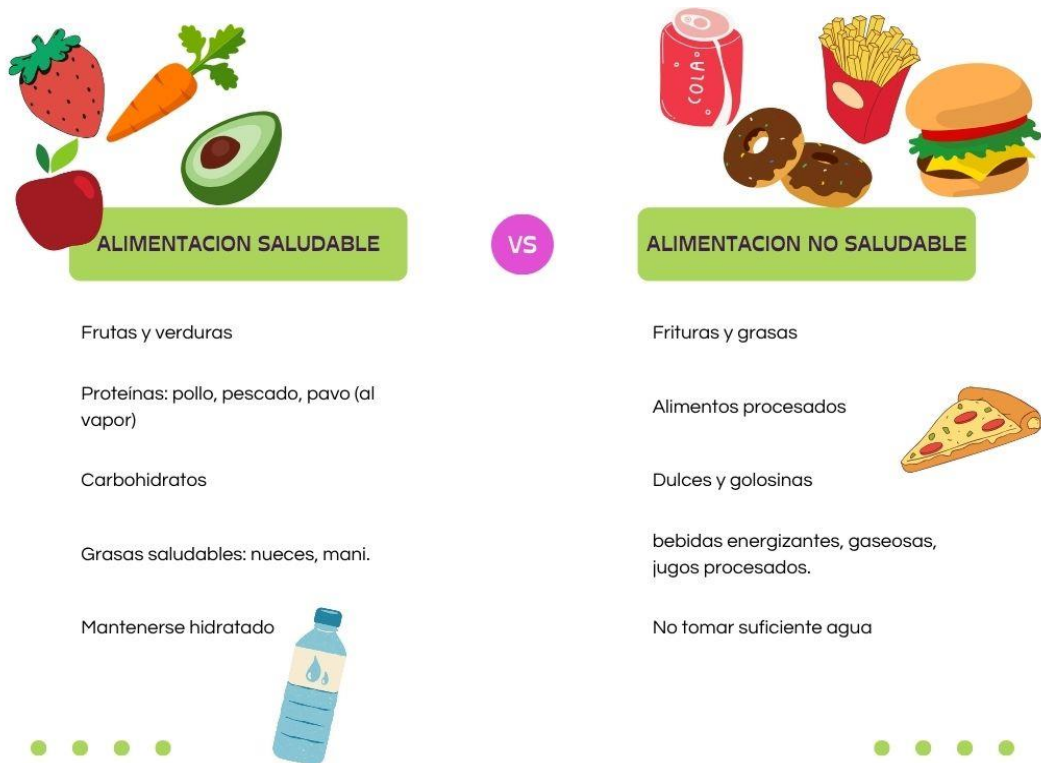 COLA
ALIMENTACION SALUDABLE
VS
ALIMENTACION NO SALUDABLE
Frutas y verduras
Proteínas: pollo, pescado, pavo (al
vapor)
Carbohidratos
Grasas saludables: nueces, mani.
Mantenerse hidratado
Frituras y grasas
Alimentos procesados
Dulces y golosinas
bebidas energizantes, gaseosas,
jugos procesados.
No tomar suficiente agua